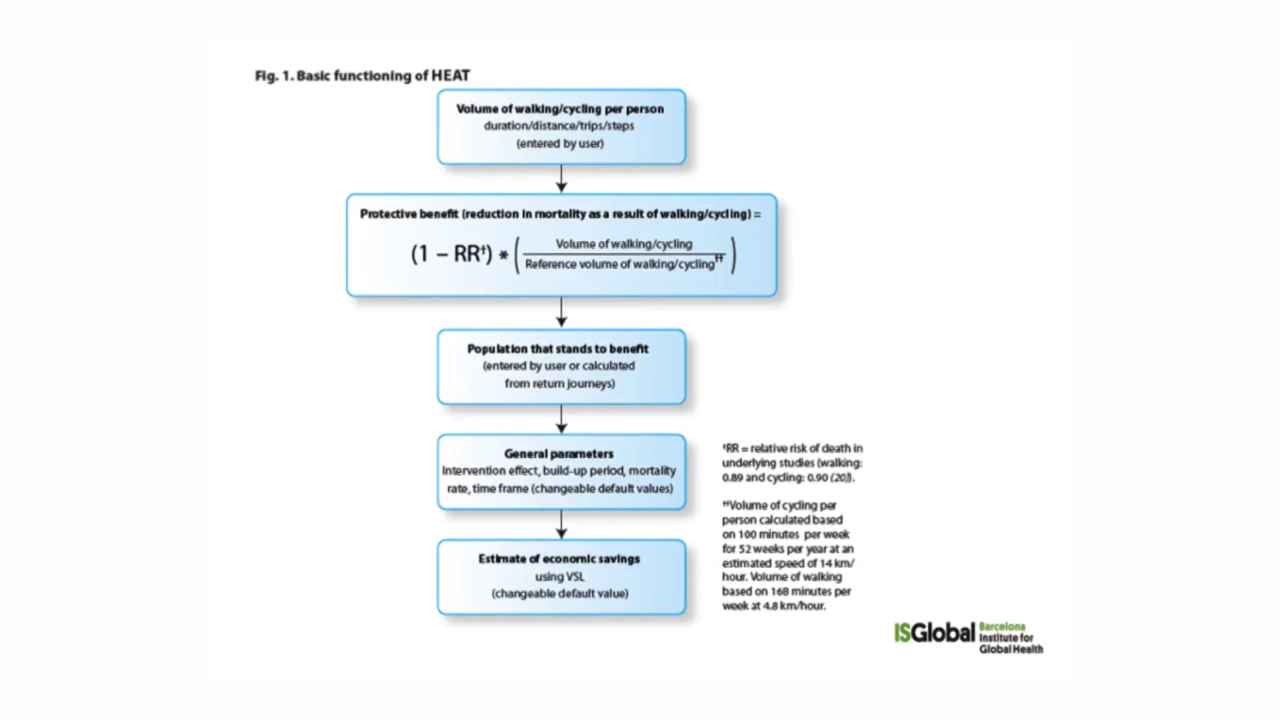 Fig. 1. Basic functioning of HEAT
Volume of walking/cycling per person
duration/distance/trips/steps
(entered by user)
Protective benefit (reduction in mortality as a result of walking/cycling) =
(1 – RR†) * ( Volume of walking/cycling
Reference volume of walking/cycling†† )
Population that stands to benefit
(entered by user or calculated
from return journeys)
General parameters
Intervention effect, build-up period, mortality
rate, time frame (changeable default values)
Estimate of economic savings
using VSL
(changeable default value)
†RR = relative risk of death in
underlying studies (walking:
0.89 and cycling: 0.90 (20)).
††Volume of cycling per
person calculated based
on 100 minutes per week
for 52 weeks per year at an
estimated speed of 14 km/
hour. Volume of walking
based on 168 minutes per
week at 4.8 km/hour.
ISGlobal Barcelona
Institute for
Global Health